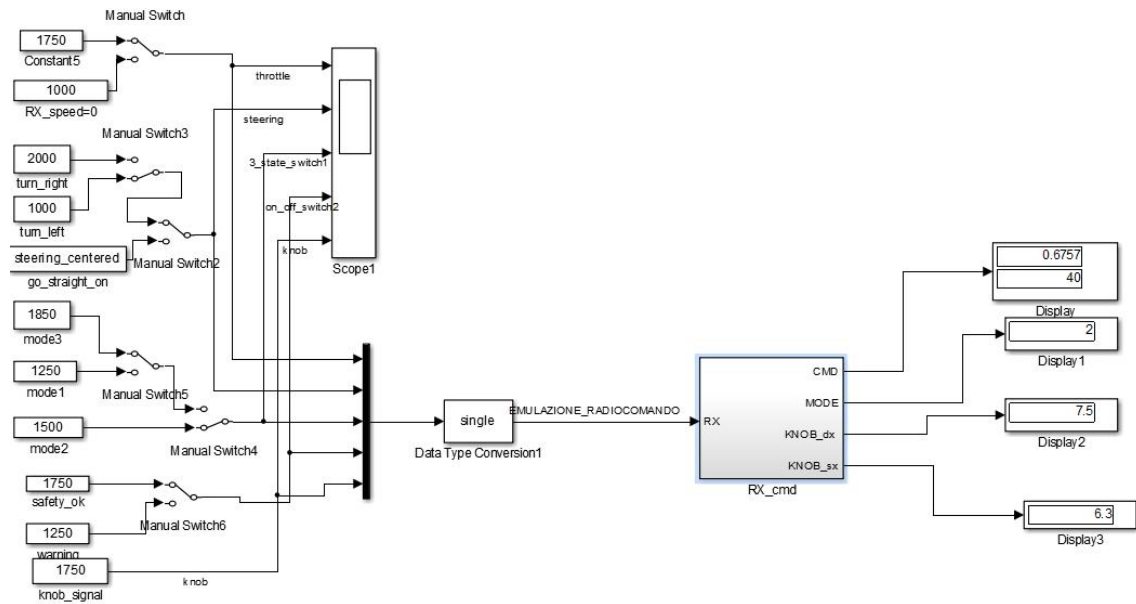 Manual Switch
1750
Constant5
1000
RX_speed=0
throttle
steering
Manual Switch3
2000
turn_right
1000
turn_left
3_state_switch1
on_off_switch2
steering_centered
go_straight_on
Manual Switch2
knob
Scope1
1850
mode3
1250
mode1
Manual Switch5
1500
mode2
Manual Switch4
1750
safety_ok
Manual Switch6
1250
warning
1750
knob_signal
knob
single
Data Type Conversion1
EMULAZIONE_RADIOCOMANDO
RX
CMD
MODE
KNOB_dx
KNOB_sx
RX_cmd
0.6757
40
Display
2
Display1
7.5
Display2
6.3
Display3